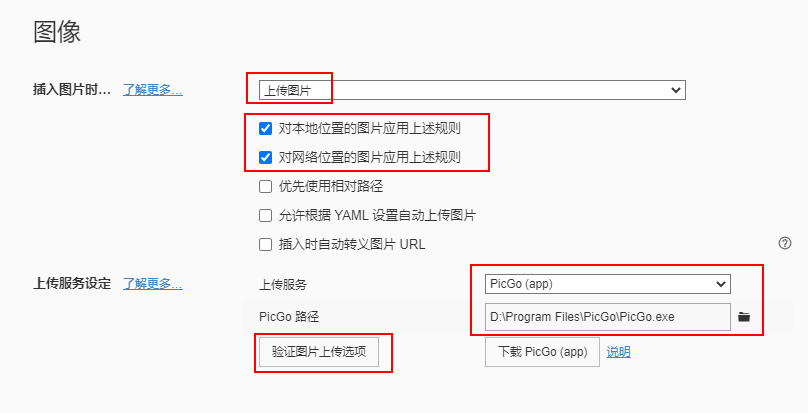 图像
插入图片时... 了解更多... 上传图片
对本地位置的图片应用上述规则
对网络位置的图片应用上述规则
优先使用相对路径
允许根据 YAML 设置自动上传图片
插入时自动转义图片 URL ?
上传服务设定 了解更多... 上传服务 PicGo (app)
PicGo 路径 D:\Program Files\PicGo\PicGo.exe
验证图片上传选项 下载 PicGo (app) 说明